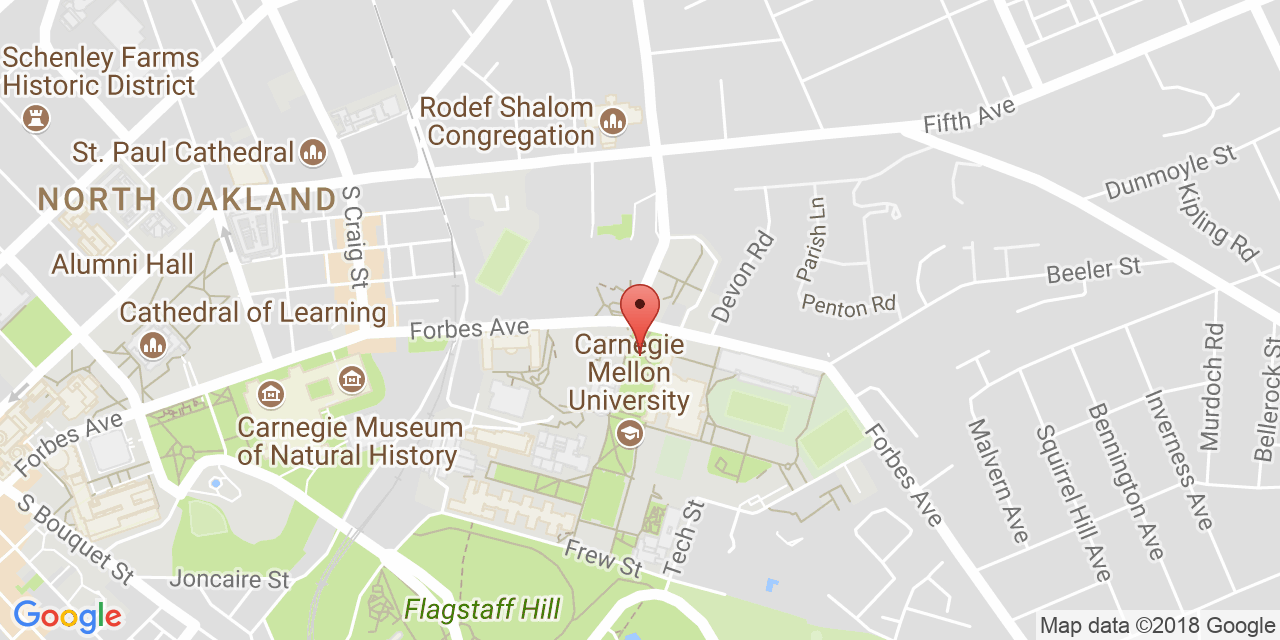 Schenley Farms
Historic District
Rodef Shalom
Congregation
Fifth Ave
St. Paul Cathedral
Dunmoyle St
NORTH OAKLAND
S Craig St
Parish Ln
Kipling Rd
Devon Rd
Alumni Hall
Beeler St
Cathedral of Learning
Penton Rd
Forbes Ave
Carnegie
Mellon
University
Murdoch Rd
Bellerock St
Carnegie Museum
of Natural History
Forbes Ave
Forbes Ave
Malvern Ave
Squirrel Hill Ave
Bennington Ave
Inverness Ave
S Bouquet St
Tech St
Frew St
Joncaire St
Flagstaff Hill
Google
Map data ©2018 Google